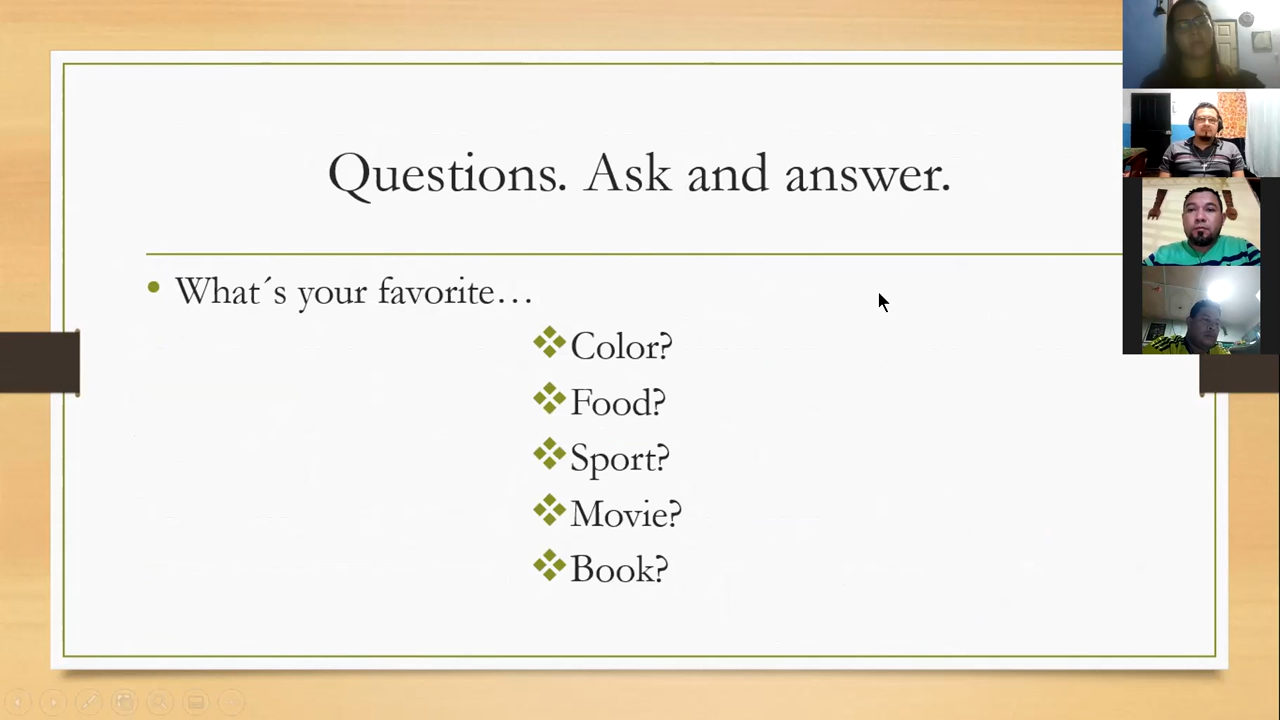 Questions. Ask and answer.
• What´s your favorite…
❖Color?
❖Food?
❖Sport?
❖Movie?
❖Book?